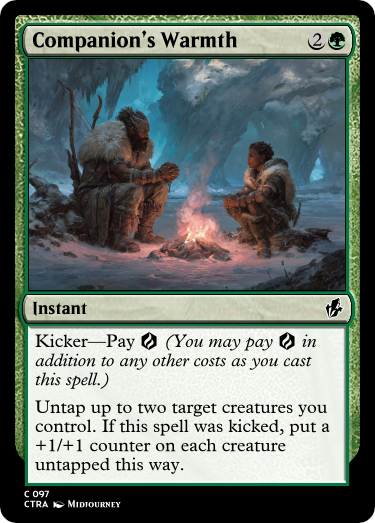 Companion's Warmth 2
Instant
Kicker—Pay (You may pay in
addition to any other costs as you cast
this spell.)
Untap up to two target creatures you
control. If this spell was kicked, put a
+1/+1 counter on each creature
untapped this way.
C 097
CTRA Midjourney